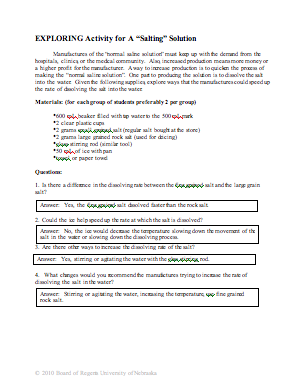 EXPLORING Activity for A “Salting” Solution
Manufactures of the “normal saline solution” must keep up with the demand from the
hospitals, clinics, or the medical community. Also, increased production means more money or
a higher profit for the manufacturer. A way to increase production is to quicken the process of
making the “normal saline solution”. One part to producing the solution is to dissolve the salt
into the water. Given the following supplies, explore ways that the manufactures could speed up
the rate of dissolving the salt into the water.
Materials: (for each group of students preferably 2 per group)
*600 mL beaker filled with tap water to the 500 mL mark
*2 clear plastic cups
*2 grams small grained salt (regular salt bought at the store)
*2 grams large grained rock salt (used for deicing)
*glass stirring rod (similar tool)
*50 mL of ice with pan
*towel or paper towel
Questions:
1. Is there a difference in the dissolving rate between the fine grained salt and the large grain
salt?
Answer: Yes, the fine grained salt dissolved faster than the rock salt.
2. Could the ice help speed up the rate at which the salt is dissolved?
Answer: No, the ice would decrease the temperature slowing down the movement of the
salt in the water or slowing down the dissolving process.
3. Are there other ways to increase the dissolving rate of the salt?
Answer: Yes, stirring or agitating the water with the glass stirring rod.
4. What changes would you recommend the manufactures trying to increase the rate of
dissolving the salt in the water?
Answer: Stirring or agitating the water, increasing the temperature, fine grained
rock salt.
© 2010 Board of Regents University of Nebraska